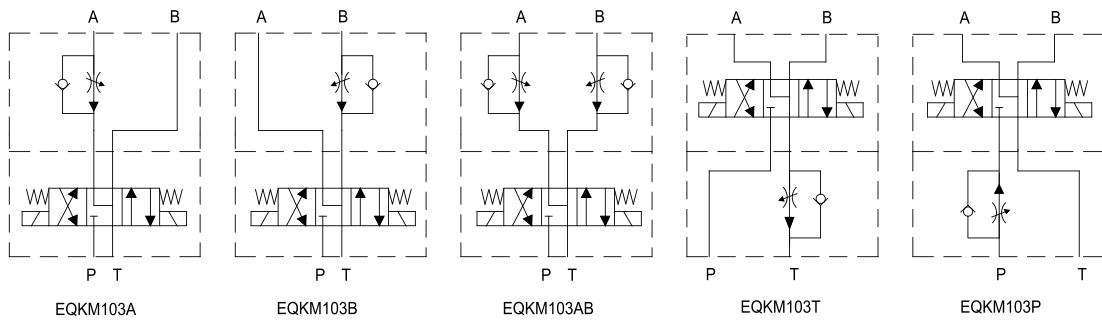 A B A B A B A B A B
P T P T P T P T P T
EQKM103A EQKM103B EQKM103AB EQKM103T EQKM103P